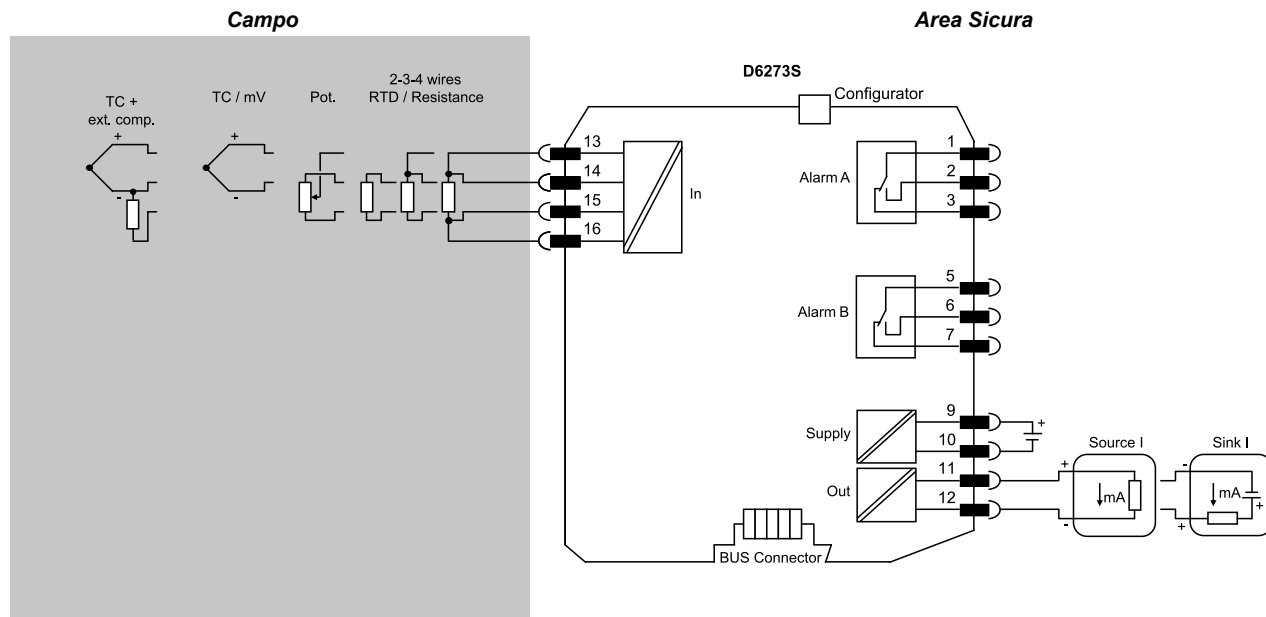 Campo
Area Sicura
D6273S
Configurator
TC +
ext. comp.
+
-
TC / mV
+
-
Pot.
2-3-4 wires
RTD / Resistance
13
14
15
16
In
Alarm A
1
2
3
Alarm B
5
6
7
Supply
9
10
+
Out
11
12
Source I
+
mA
-
Sink I
-
mA
+
+
BUS Connector